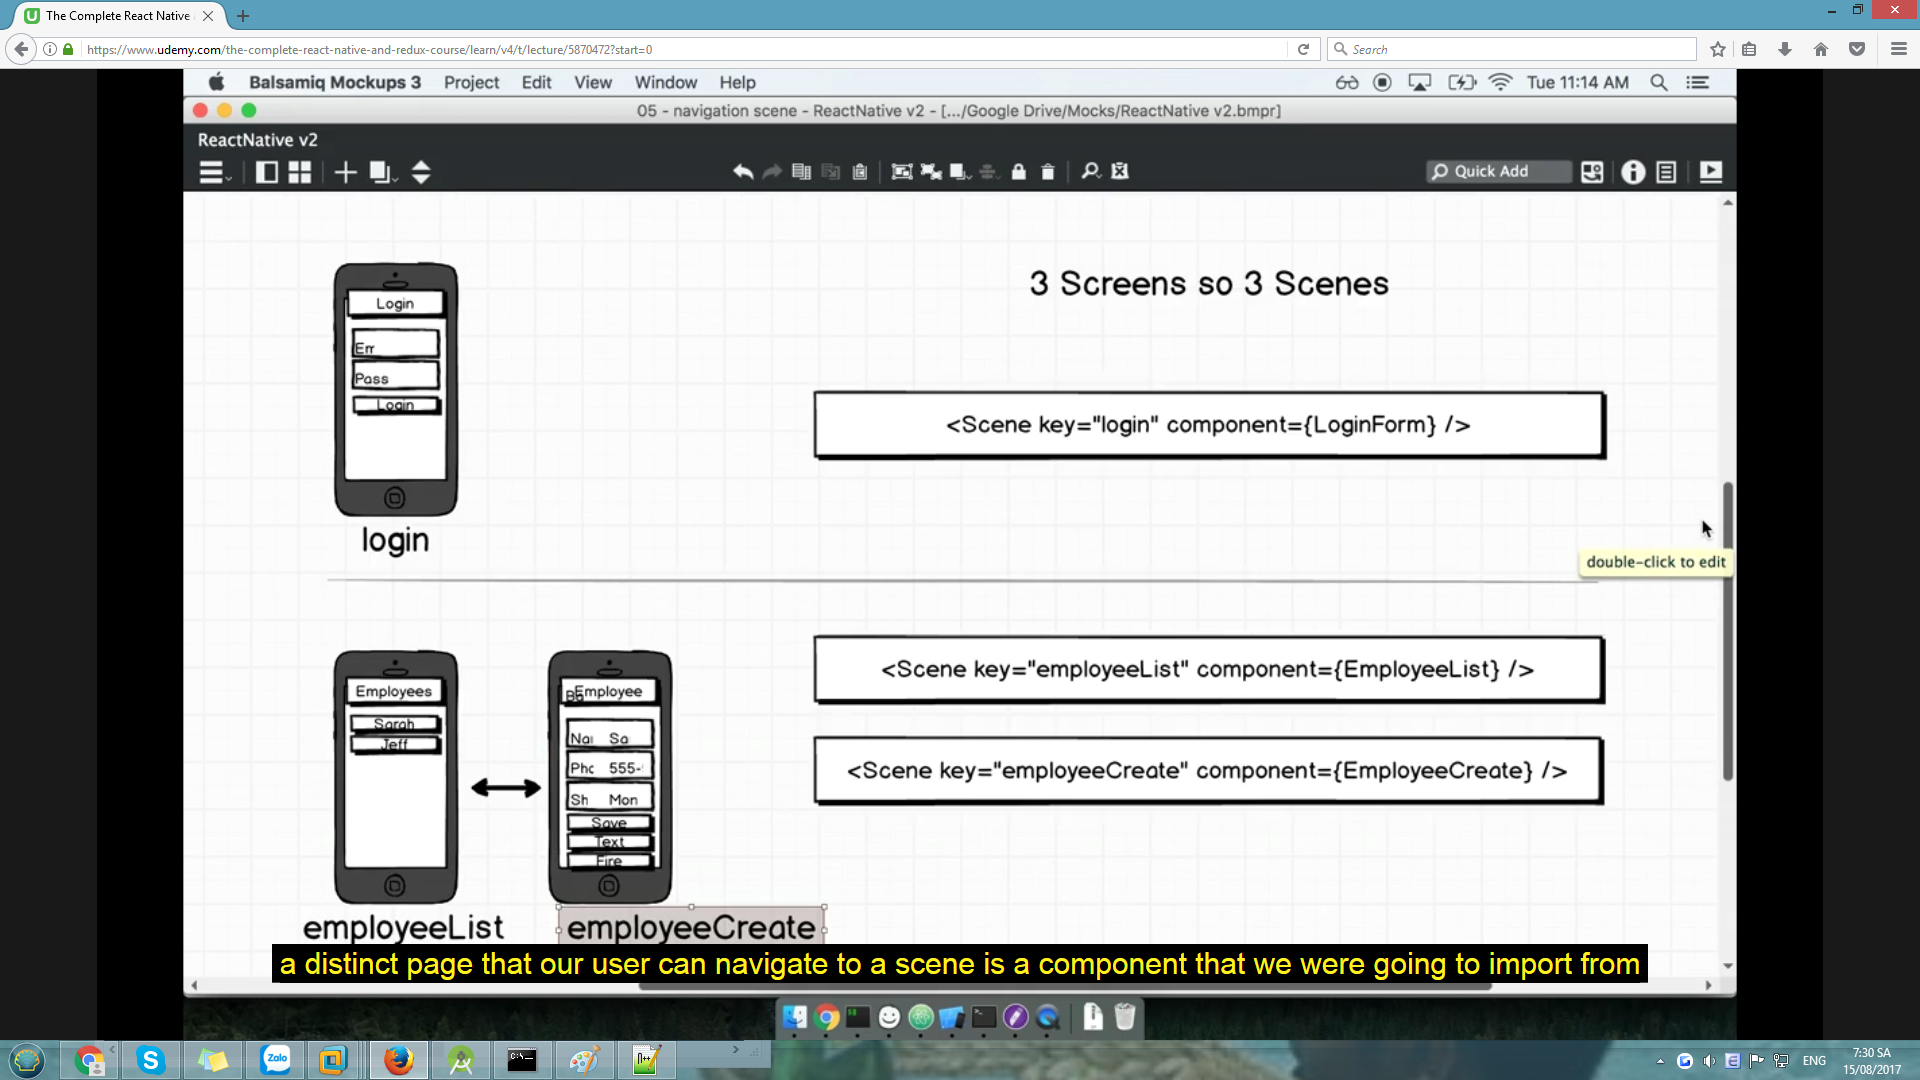 The Complete React Native
https://www.udemy.com/the-complete-react-native-and-redux-course/learn/v4/t/lecture/5870472?start=0
Search
Balsamiq Mockups 3 Project Edit View Window Help
Tue 11:14 AM
05 - navigation scene - ReactNative v2 - [.../Google Drive/Mocks/ReactNative v2.bmpr]
ReactNative v2
Quick Add
3 Screens so 3 Scenes
Login
Err
Pass
Login
login
<Scene key="login" component={LoginForm} />
double-click to edit
Employees
Sarah
Jeff
employeeList
Employee
Nai Sa
Phc 555-
Sh Mon
Save
Text
Fire
employeeCreate
<Scene key="employeeList" component={EmployeeList} />
<Scene key="employeeCreate" component={EmployeeCreate} />
a distinct page that our user can navigate to a scene is a component that we were going to import from
Zalo
ENG
7:30 SA
15/08/2017